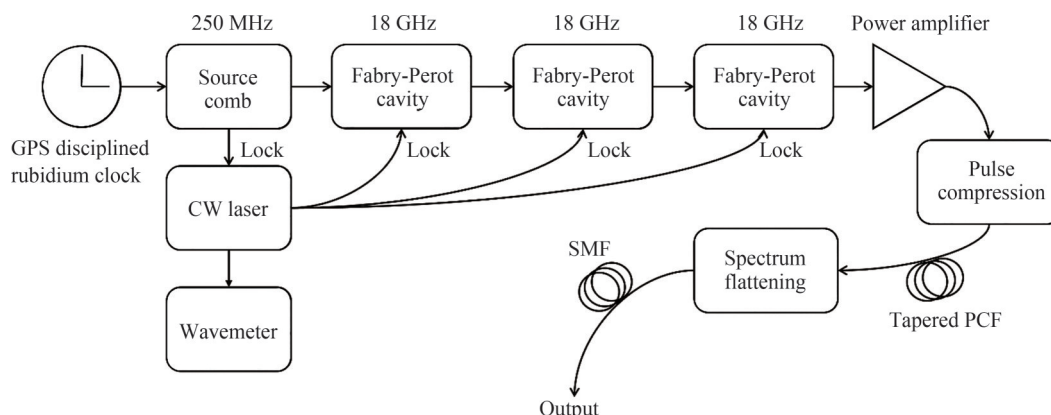 250 MHz
18 GHz
18 GHz
18 GHz
Power amplifier
Source
comb
Fabry-Perot
cavity
Fabry-Perot
cavity
Fabry-Perot
cavity
GPS disciplined
rubidium clock
Lock
Lock
Lock
Lock
Pulse
compression
CW laser
SMF
Spectrum
flattening
Tapered PCF
Wavemeter
Output